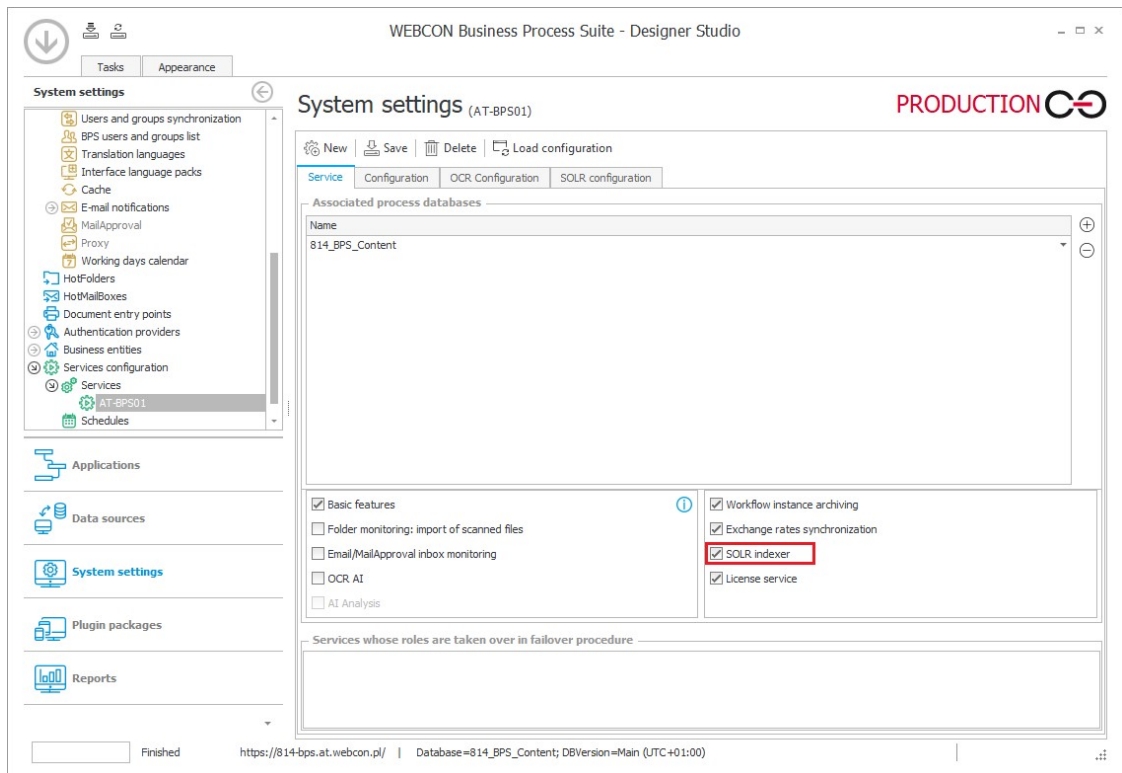 WEBCON Business Process Suite - Designer Studio
Tasks
Appearance
System settings
Users and groups synchronization
BPS users and groups list
Translation languages
Interface language packs
Cache
E-mail notifications
MailApproval
Proxy
Working days calendar
HotFolders
HotMailBoxes
Document entry points
Authentication providers
Business entities
Services configuration
Services
AT-BPS01
Schedules
Applications
Data sources
System settings
Plugin packages
Reports
System settings (AT-BPS01)
PRODUCTION
New
Save
Delete
Load configuration
Service
Configuration
OCR Configuration
SOLR configuration
Associated process databases
Name
814_BPS_Content
Basic features
Folder monitoring: import of scanned files
Email/MailApproval inbox monitoring
OCR AI
AI Analysis
Workflow instance archiving
Exchange rates synchronization
SOLR indexer
License service
Services whose roles are taken over in failover procedure
Finished
https://814-bps.at.webcon.pl/ | Database=814_BPS_Content; DBVersion=Main (UTC+01:00)